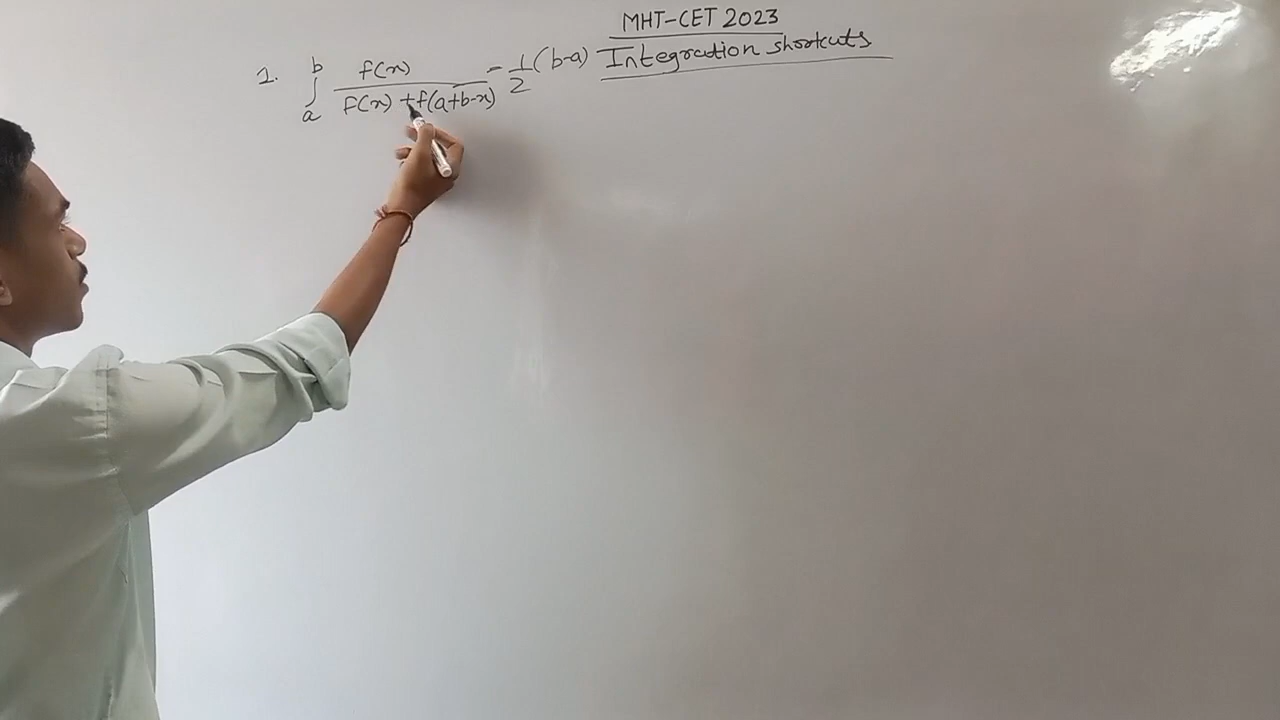 MHT-CET 2023
Integration shortcuts
1. ∫ₐᵇ f(x) / f(x) + f(a+b-x) = 1/2 (b-a)